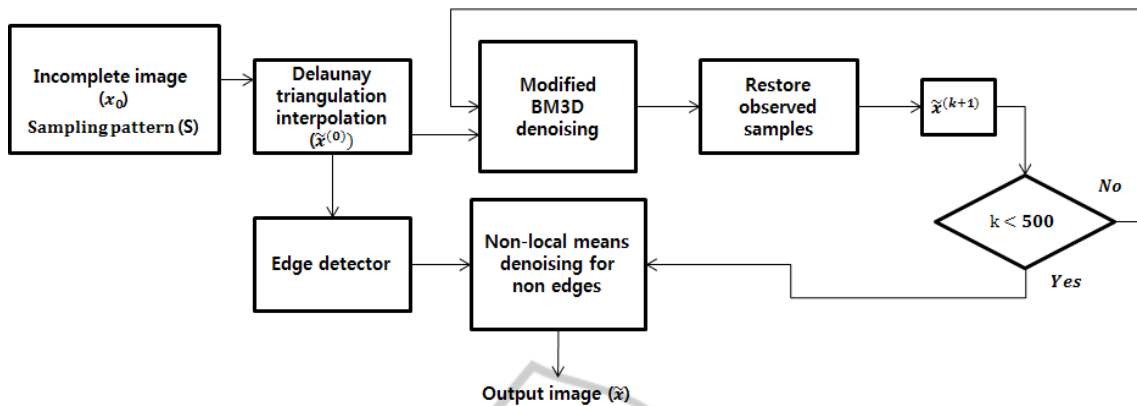 Incomplete image
(x₀)
Sampling pattern (S)
Delaunay
triangulation
interpolation
(x̃⁽⁰⁾)
Modified
BM3D
denoising
Restore
observed
samples
x̃⁽ᵏ⁺¹⁾
k < 500
No
Yes
Edge detector
Non-local means
denoising for
non edges
Output image (x̃)